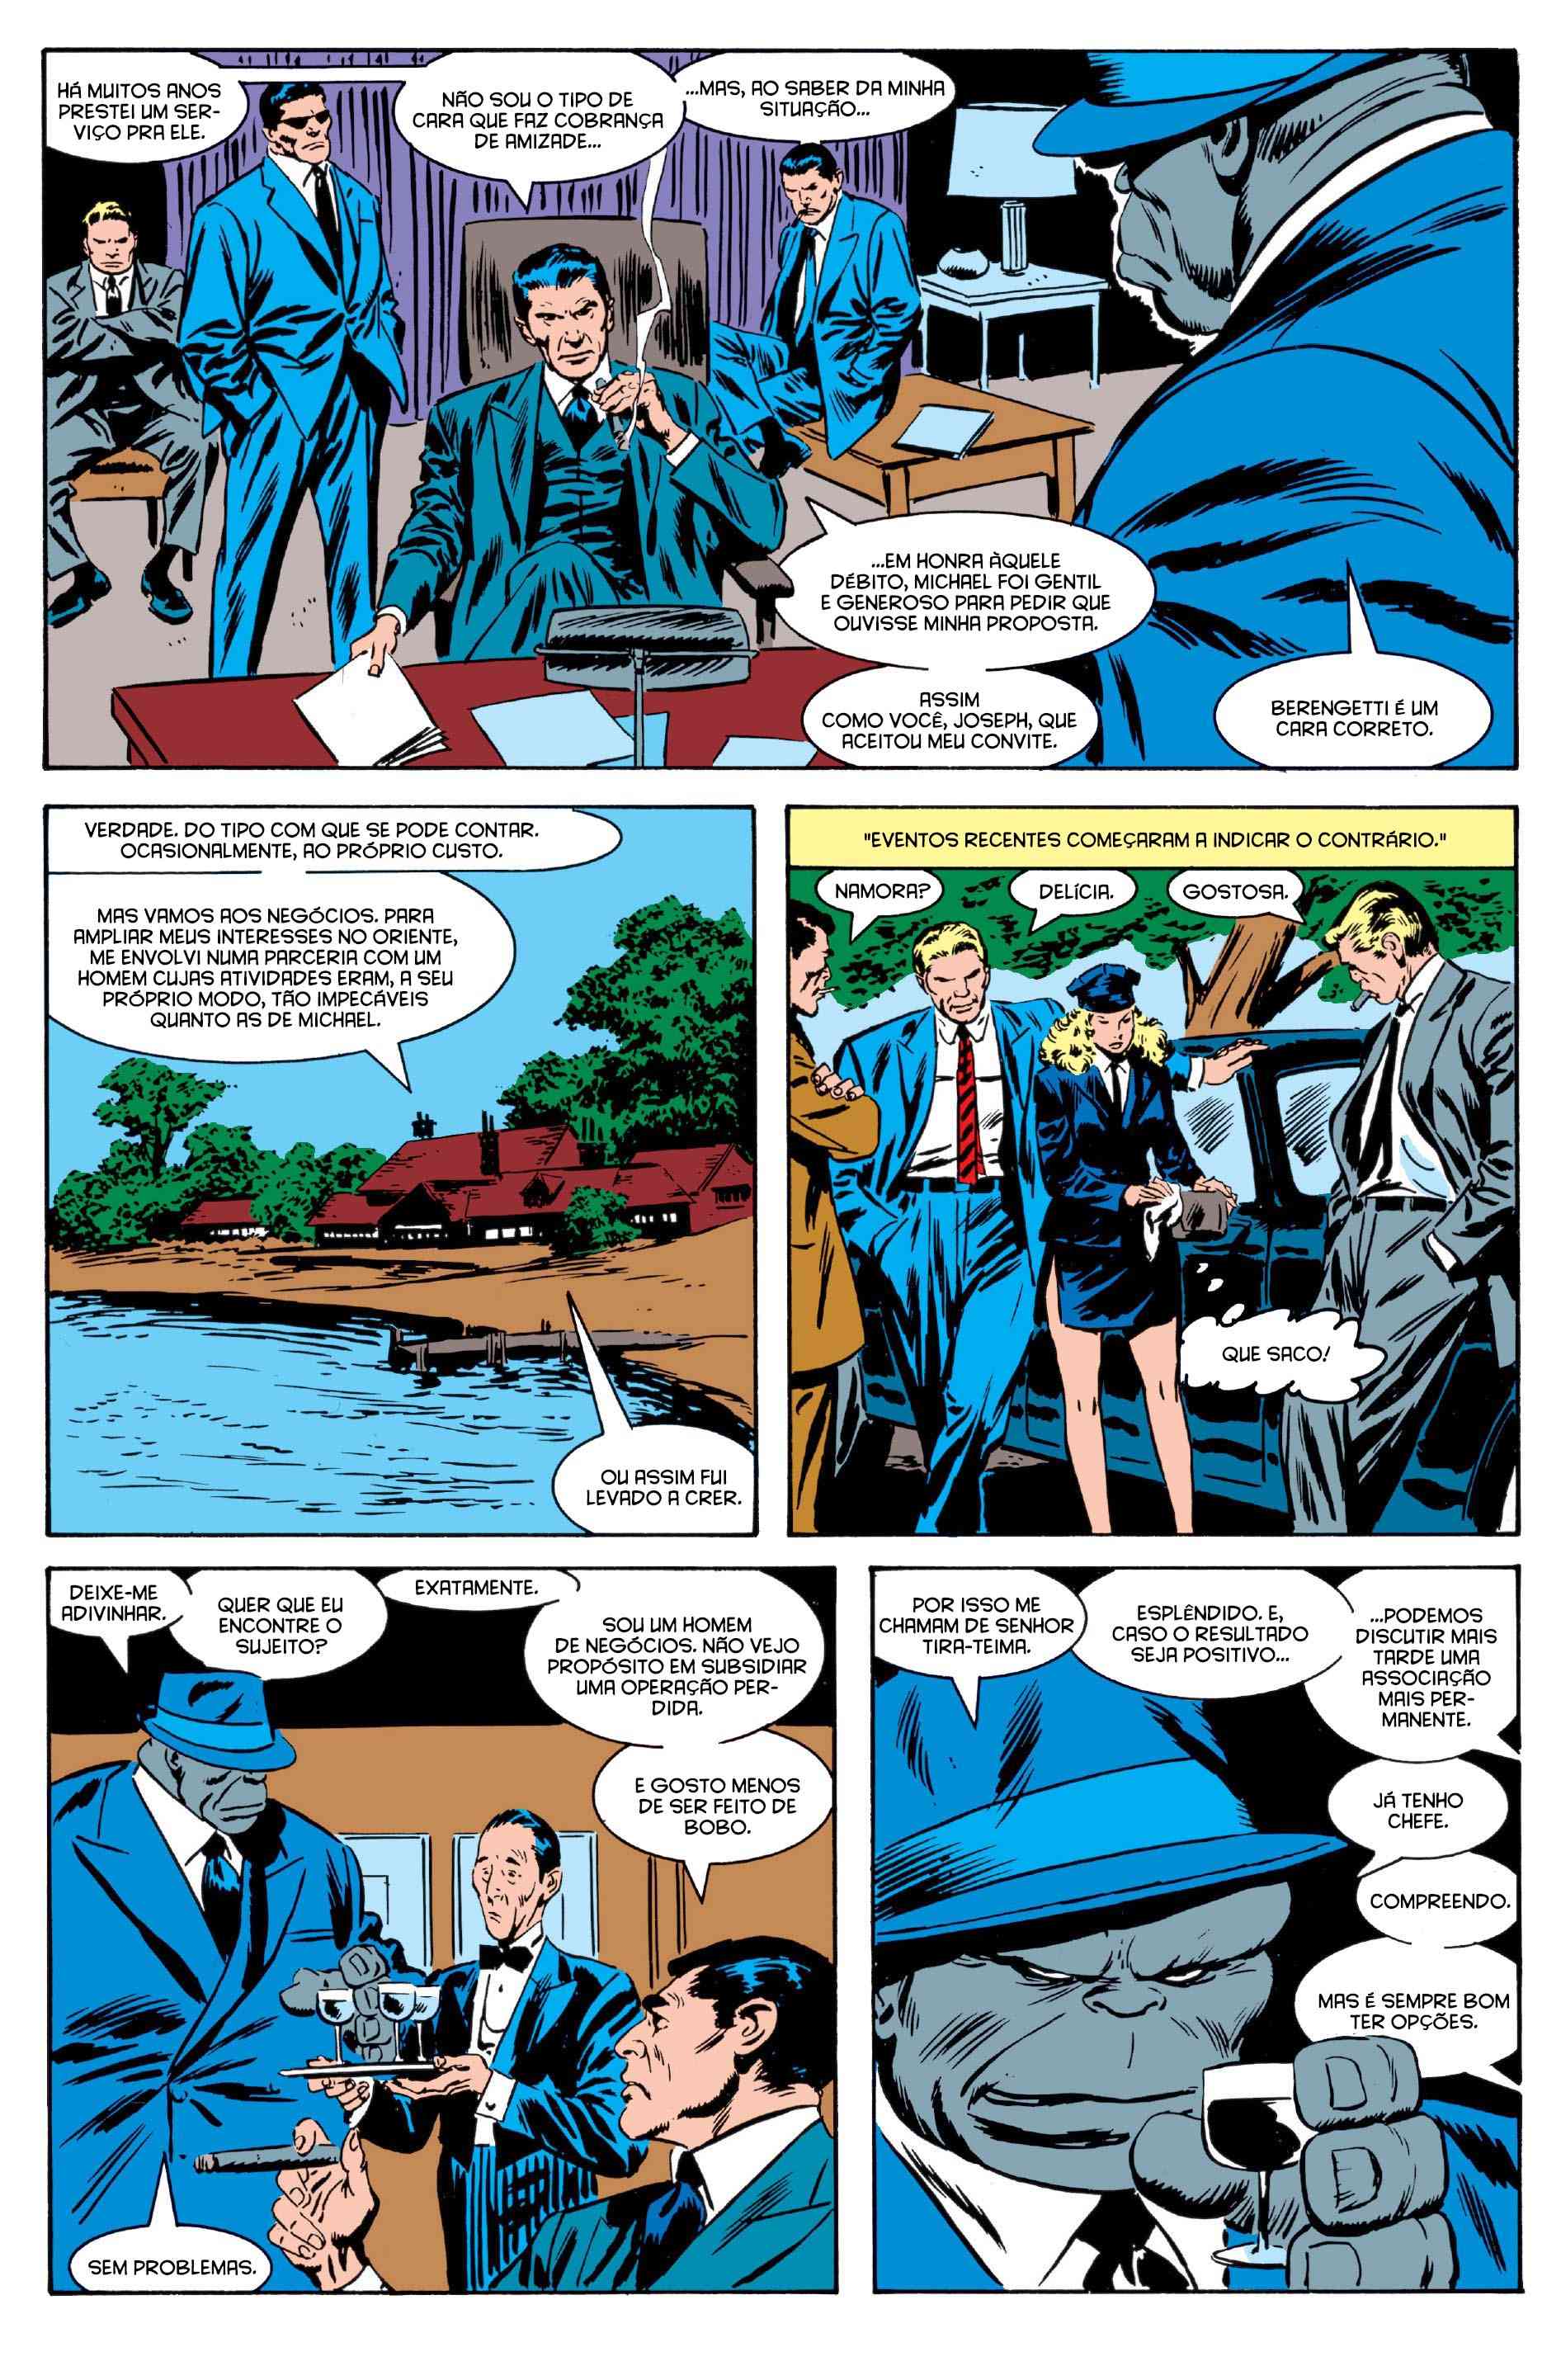 HÁ MUITOS ANOS
PRESTEI UM SER-
VIÇO PRA ELE.
NÃO SOU O TIPO DE
CARA QUE FAZ COBRANÇA
DE AMIZADE...
...MAS, AO SABER DA MINHA
SITUAÇÃO...
...EM HONRA ÀQUELE
DÉBITO, MICHAEL FOI GENTIL
E GENEROSO PARA PEDIR QUE
OUVISSE MINHA PROPOSTA.
ASSIM
COMO VOCÊ, JOSEPH, QUE
ACEITOU MEU CONVITE.
BERENGETTI É UM
CARA CORRETO.
VERDADE. DO TIPO COM QUE SE PODE CONTAR.
OCASIONALMENTE, AO PRÓPRIO CUSTO.
MAS VAMOS AOS NEGÓCIOS. PARA
AMPLIAR MEUS INTERESSES NO ORIENTE,
ME ENVOLVI NUMA PARCERIA COM UM
HOMEM CUJAS ATIVIDADES ERAM, A SEU
PRÓPRIO MODO, TÃO IMPECÁVEIS
QUANTO AS DE MICHAEL.
OU ASSIM FUI
LEVADO A CRER.
"EVENTOS RECENTES COMEÇARAM A INDICAR O CONTRÁRIO."
NAMORA?
DELÍCIA.
GOSTOSA.
QUE SACO!
DEIXE-ME
ADIVINHAR.
QUER QUE EU
ENCONTRE O
SUJEITO?
EXATAMENTE.
SOU UM HOMEM
DE NEGÓCIOS. NÃO VEJO
PROPÓSITO EM SUBSIDIAR
UMA OPERAÇÃO PER-
DIDA.
E GOSTO MENOS
DE SER FEITO DE
BOBO.
SEM PROBLEMAS.
POR ISSO ME
CHAMAM DE SENHOR
TIRA-TEIMA.
ESPLÊNDIDO. E,
CASO O RESULTADO
SEJA POSITIVO...
...PODEMOS
DISCUTIR MAIS
TARDE UMA
ASSOCIAÇÃO
MAIS PER-
MANENTE.
JÁ TENHO
CHEFE.
COMPREENDO.
MAS É SEMPRE BOM
TER OPÇÕES.